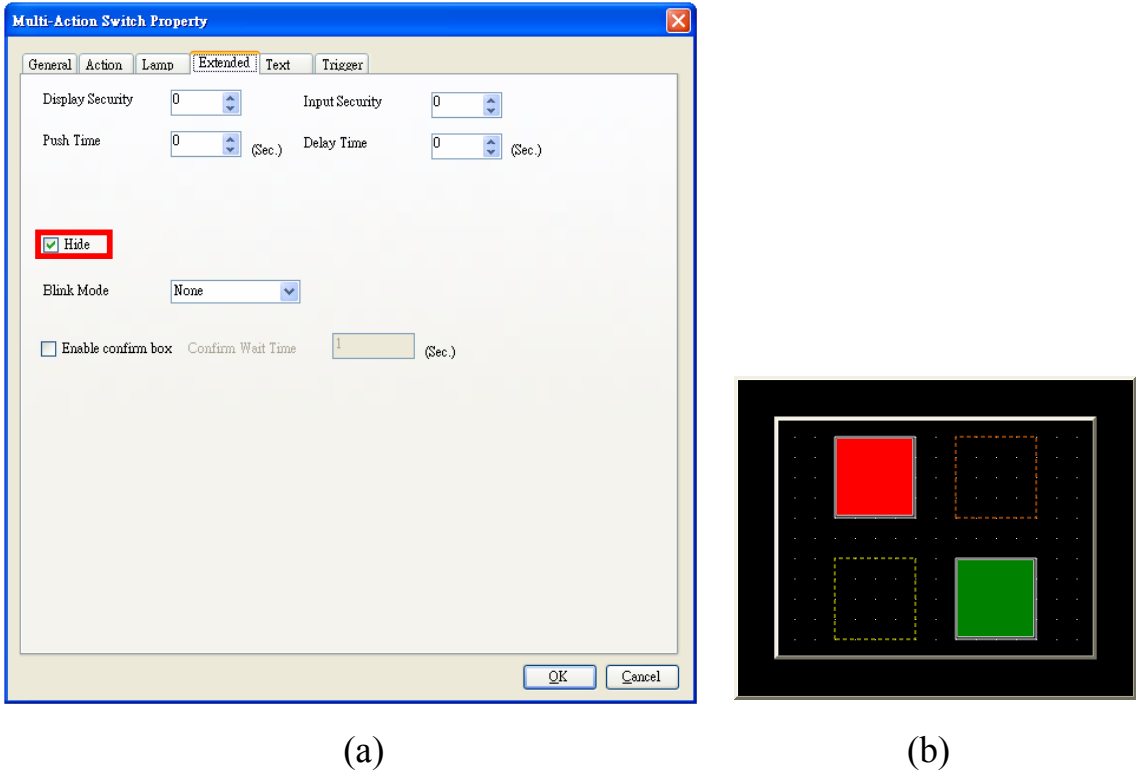 Multi-Action Switch Property
General Action Lamp Extended Text Trigger
Display Security 0 Input Security 0
Push Time 0 (Sec.) Delay Time 0 (Sec.)
Hide
Blink Mode None
Enable confirm box Confirm Wait Time 1 (Sec.)
OK Cancel
(a) (b)